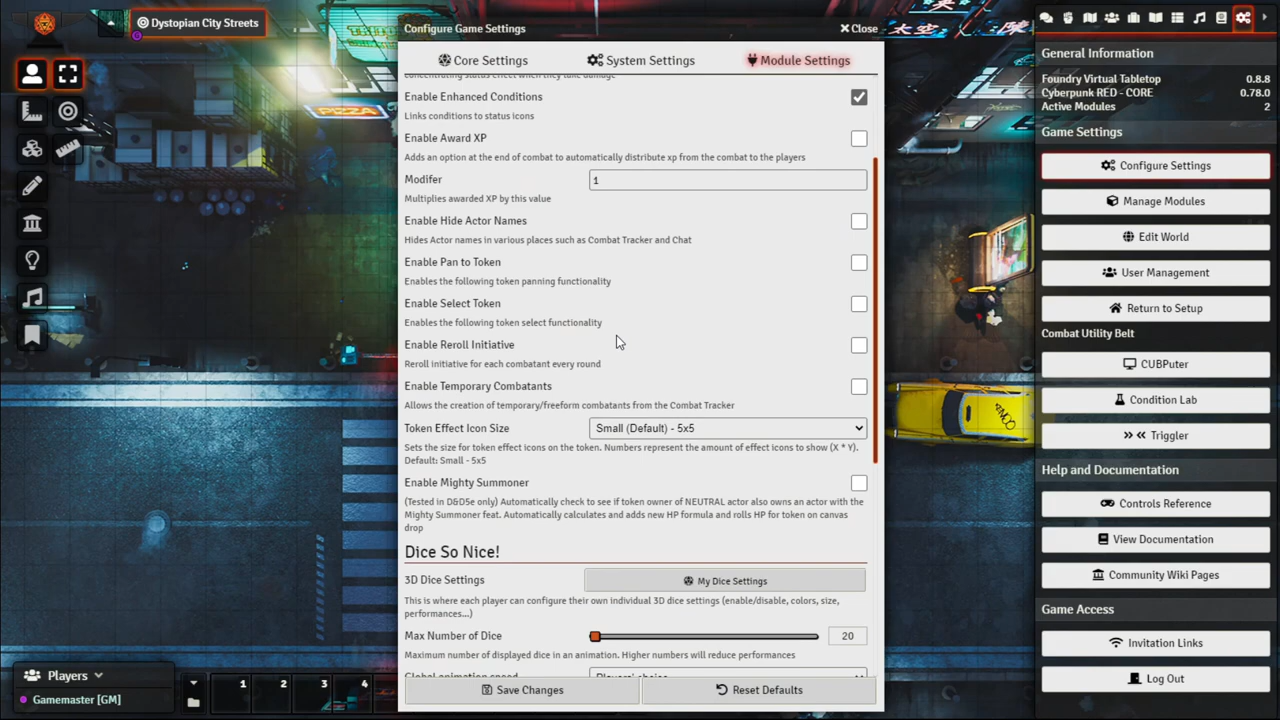 Dystopian City Streets
G
Configure Game Settings
Close
Core Settings
System Settings
Module Settings
concentrating status effect when they take damage
Enable Enhanced Conditions
Links conditions to status icons
Enable Award XP
Adds an option at the end of combat to automatically distribute xp from the combat to the players
Modifer
1
Multiplies awarded XP by this value
Enable Hide Actor Names
Hides Actor names in various places such as Combat Tracker and Chat
Enable Pan to Token
Enables the following token panning functionality
Enable Select Token
Enables the following token select functionality
Enable Reroll Initiative
Reroll initiative for each combatant every round
Enable Temporary Combatants
Allows the creation of temporary/freeform combatants from the Combat Tracker
Token Effect Icon Size
Small (Default) - 5x5
Sets the size for token effect icons on the token. Numbers represent the amount of effect icons to show (X * Y).
Default: Small - 5x5
Enable Mighty Summoner
(Tested in D&D5e only) Automatically check to see if token owner of NEUTRAL actor also owns an actor with the
Mighty Summoner feat. Automatically calculates and adds new HP formula and rolls HP for token on canvas
drop
Dice So Nice!
3D Dice Settings
My Dice Settings
This is where each player can configure their own individual 3D dice settings (enable/disable, colors, size,
performances...)
Max Number of Dice
20
Maximum number of displayed dice in an animation. Higher numbers will reduce performances
Global animation speed
Players' choice
Save Changes
Reset Defaults
General Information
Foundry Virtual Tabletop 0.8.8
Cyberpunk RED - CORE 0.78.0
Active Modules 2
Game Settings
Configure Settings
Manage Modules
Edit World
User Management
Return to Setup
Combat Utility Belt
CUBPuter
Condition Lab
Triggler
Help and Documentation
Controls Reference
View Documentation
Community Wiki Pages
Game Access
Invitation Links
Log Out
Players
Gamemaster [GM]
1
2
3
4
PIZZA